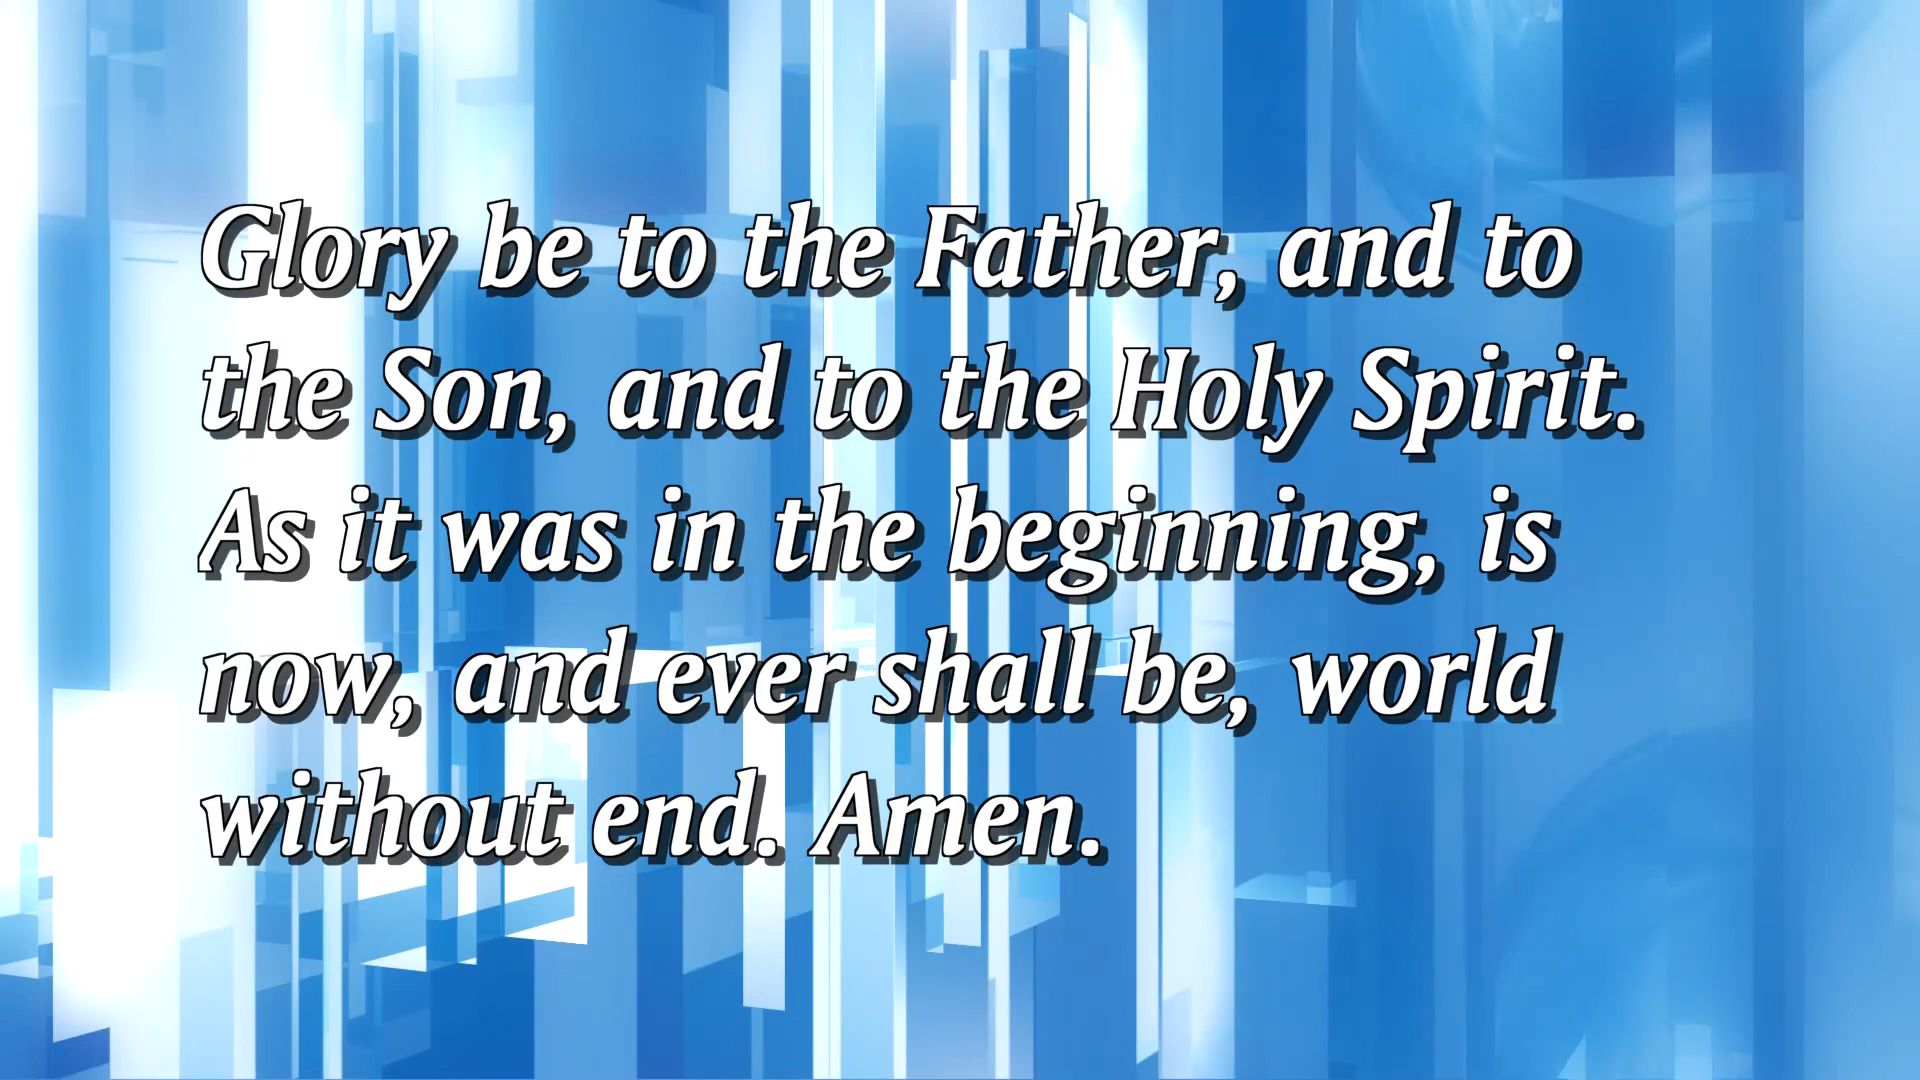 Glory be to the Father, and to
the Son, and to the Holy Spirit.
As it was in the beginning, is
now, and ever shall be, world
without end. Amen.